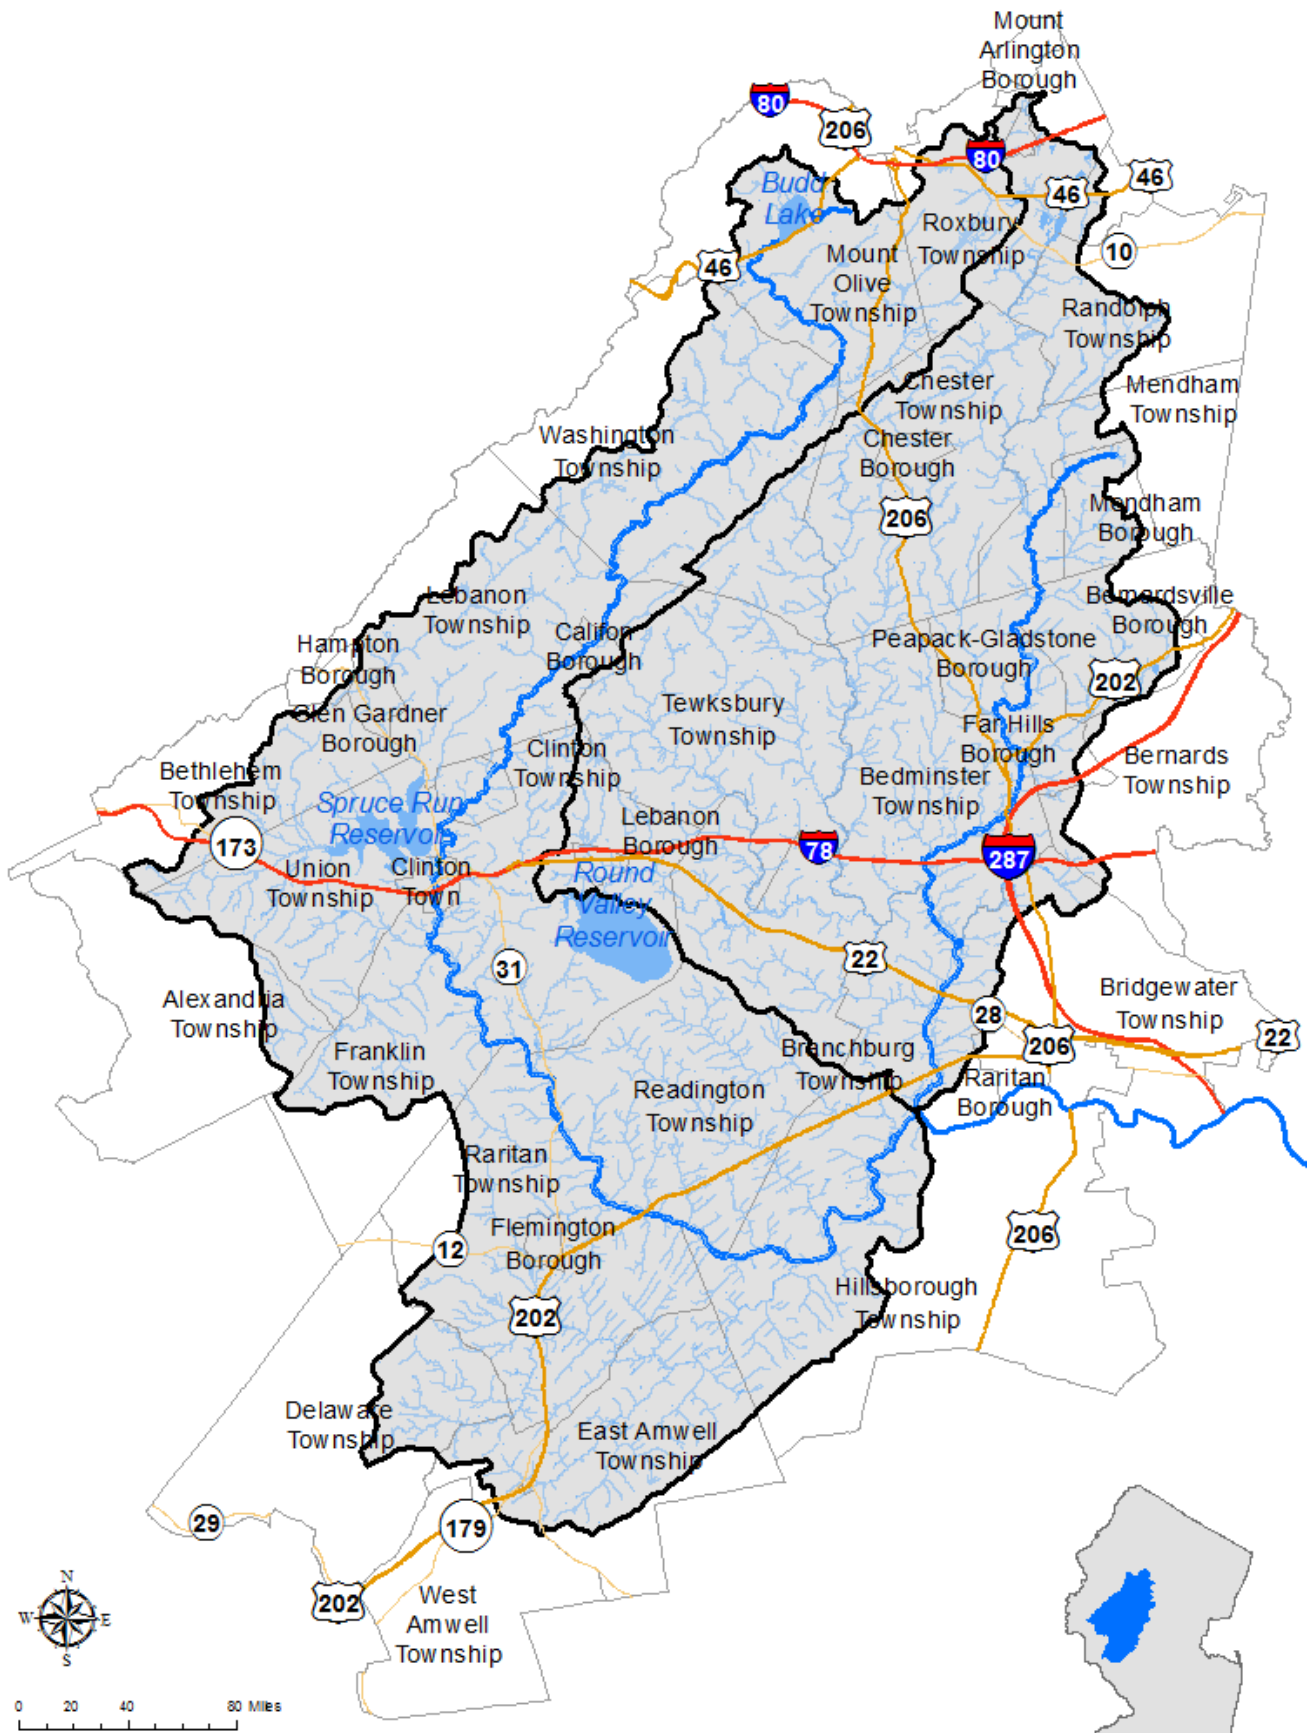 Mount
Arlington
Borough
80
206
80
46
46
Budd
Lake
Roxbury
Township
10
46
Mount
Olive
Township
Randolph
Township
Chester
Township
Mendham
Township
Washington
Township
Chester
Borough
206
Mendham
Borough
Lebanon
Township
Bernardsville
Borough
Hampton
Borough
Califon
Borough
Peapack-Gladstone
Borough
202
Tewksbury
Township
Glen Gardner
Borough
Far Hills
Borough
Clinton
Township
Bernards
Township
Bethlehem
Township
Bedminster
Township
Spruce Run
Reservoir
Lebanon
Borough
173
78
287
Union
Township
Clinton
Town
Round
Valley
Reservoir
31
22
Alexandria
Township
28
Bridgewater
Township
22
206
Franklin
Township
Branchburg
Township
Readington
Township
Raritan
Borough
Raritan
Township
Flemington
Borough
12
206
202
Hillsborough
Township
Delaware
Township
East Amwell
Township
29
179
202
West
Amwell
Township
N
W E
S
0 20 40 80 Miles